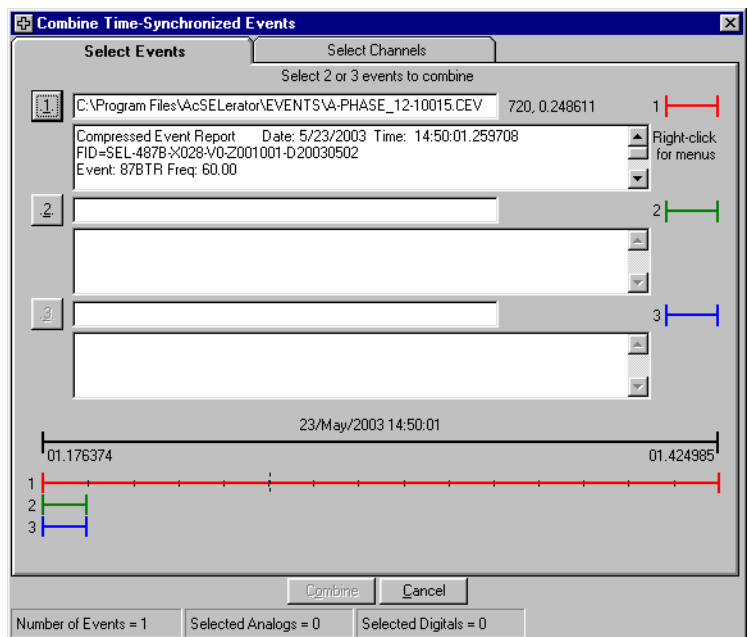 Combine Time-Synchronized Events
Select Events
Select Channels
Select 2 or 3 events to combine
.1.
C:\Program Files\AcSELerator\EVENTS\A-PHASE_12-10015.CEV
720, 0.248611
1
Compressed Event Report Date: 5/23/2003 Time: 14:50:01.259708
FID=SEL-487B-X028-V0-Z001001-D20030502
Event: 87BTR Freq: 60.00
Right-click
for menus
.2.
2
.3.
3
23/May/2003 14:50:01
01.176374
01.424985
1
2
3
Combine
Cancel
Number of Events = 1
Selected Analogs = 0
Selected Digitals = 0